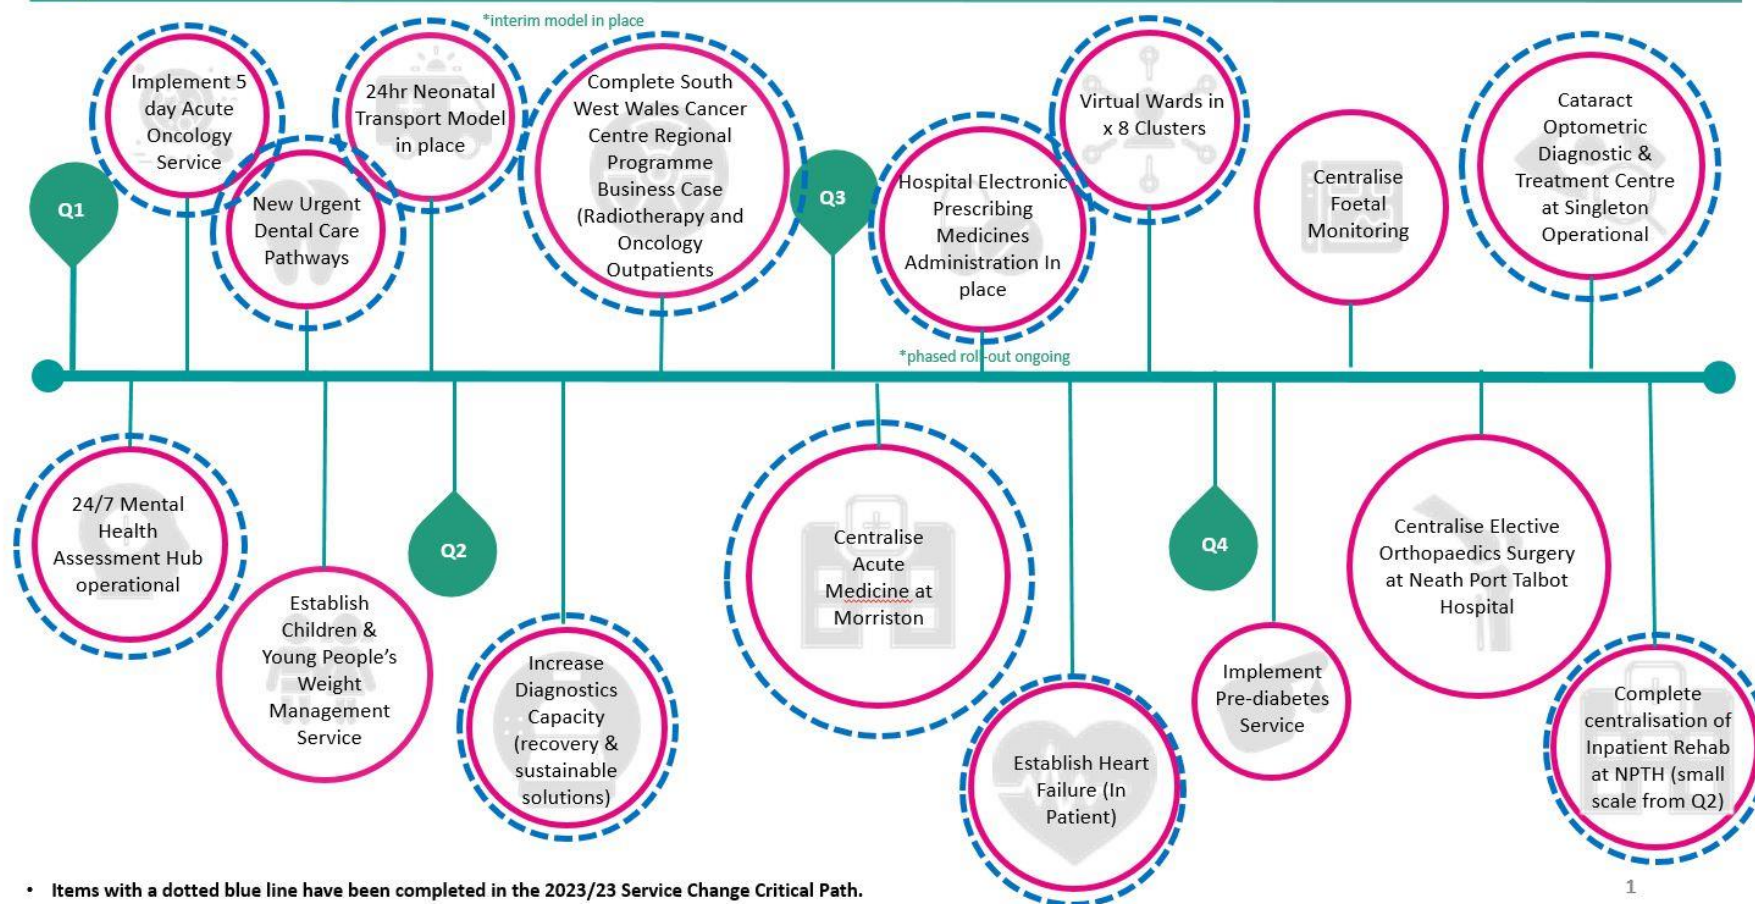 *interim model in place
Implement 5
day Acute
Oncology
Service
24hr Neonatal
Transport Model
in place
Complete South
West Wales Cancer
Centre Regional
Programme
Business Case
(Radiotherapy and
Oncology
Outpatients
Virtual Wards in
x 8 Clusters
Cataract
Optometric
Diagnostic &
Treatment Centre
at Singleton
Operational
Q1
New Urgent
Dental Care
Pathways
Q3
Hospital Electronic
Prescribing
Medicines
Administration In
place
Centralise
Foetal
Monitoring
*phased roll-out ongoing
24/7 Mental
Health
Assessment Hub
operational
Establish
Children &
Young People’s
Weight
Management
Service
Q2
Increase
Diagnostics
Capacity
(recovery &
sustainable
solutions)
Centralise
Acute
Medicine at
Morriston
Establish Heart
Failure (In
Patient)
Q4
Implement
Pre-diabetes
Service
Centralise Elective
Orthopaedics Surgery
at Neath Port Talbot
Hospital
Complete
centralisation of
Inpatient Rehab
at NPTH (small
scale from Q2)
• Items with a dotted blue line have been completed in the 2023/23 Service Change Critical Path.
1